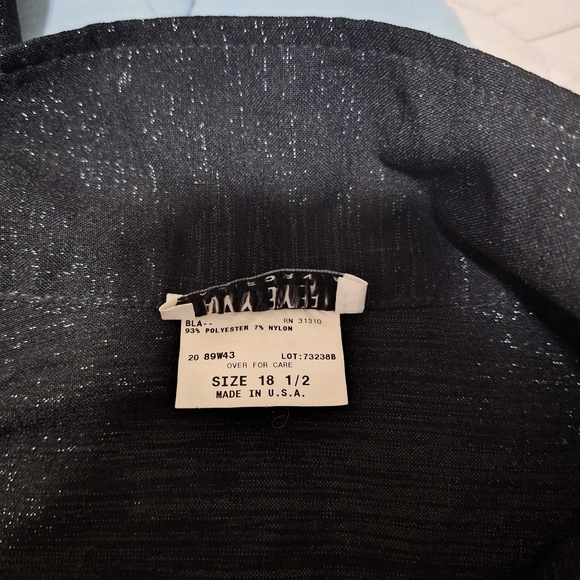 BLA-- RN 31310
93% POLYESTER 7% NYLON
20 89W43 LOT:73238B
OVER FOR CARE
SIZE 18 1/2
MADE IN U.S.A.